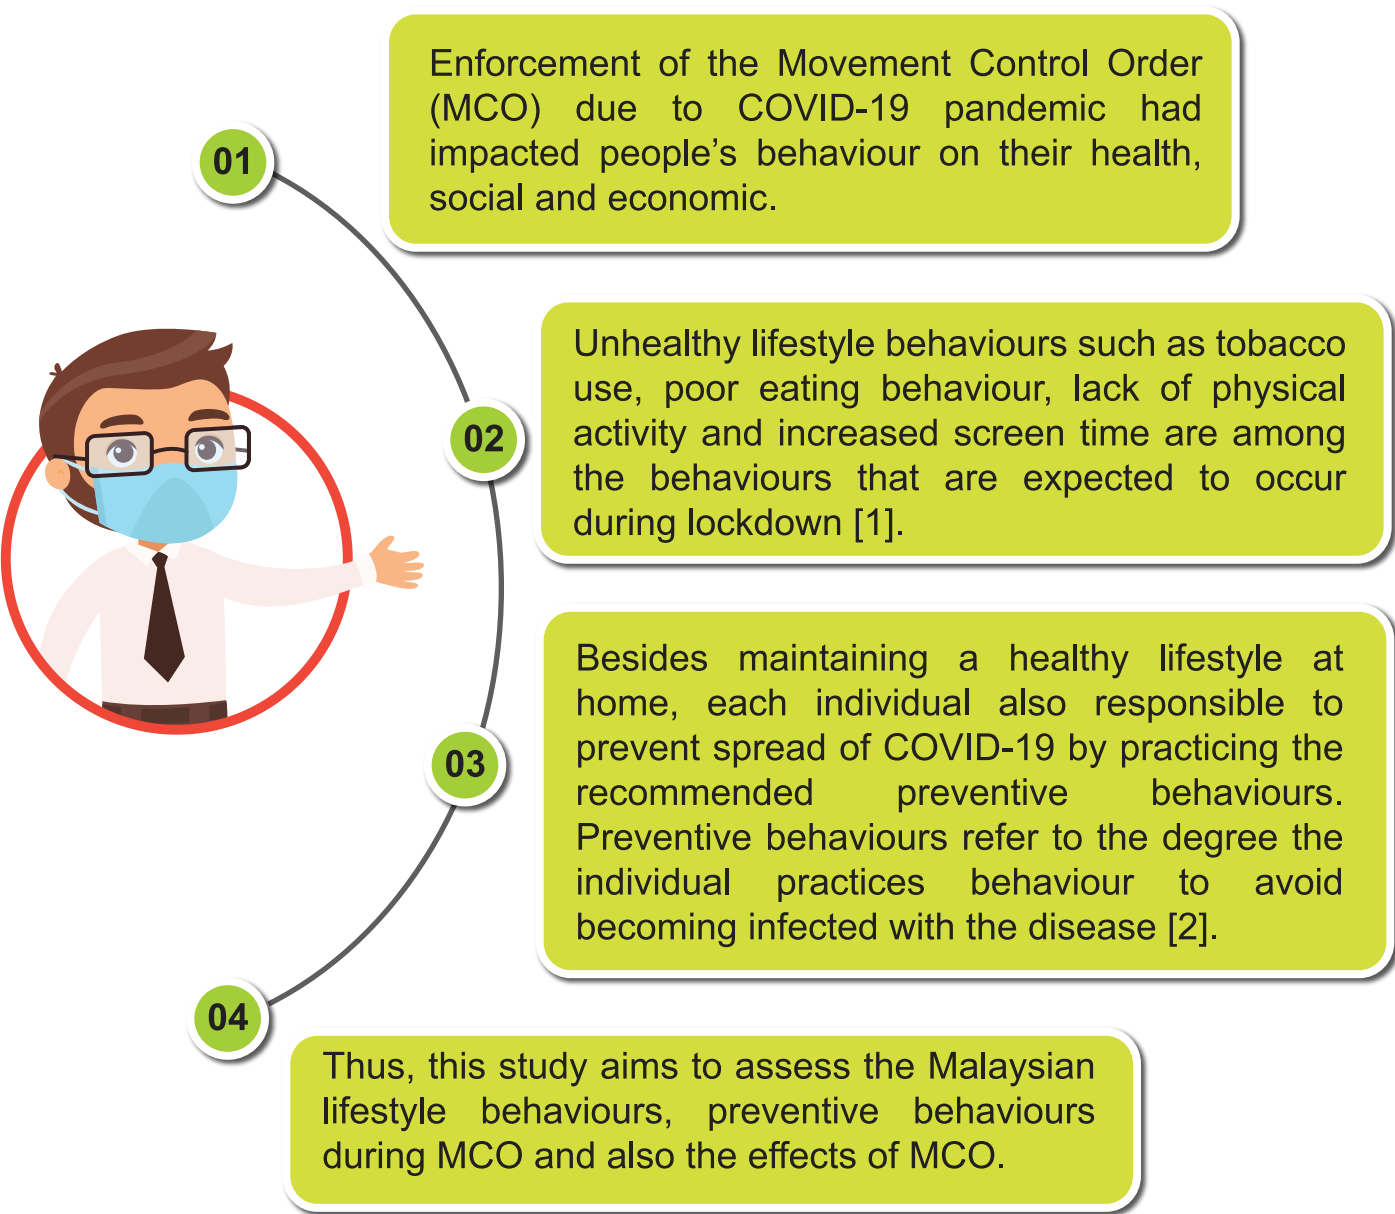 01
Enforcement of the Movement Control Order
(MCO) due to COVID-19 pandemic had
impacted people’s behaviour on their health,
social and economic.
02
Unhealthy lifestyle behaviours such as tobacco
use, poor eating behaviour, lack of physical
activity and increased screen time are among
the behaviours that are expected to occur
during lockdown [1].
03
Besides maintaining a healthy lifestyle at
home, each individual also responsible to
prevent spread of COVID-19 by practicing the
recommended preventive behaviours.
Preventive behaviours refer to the degree the
individual practices behaviour to avoid
becoming infected with the disease [2].
04
Thus, this study aims to assess the Malaysian
lifestyle behaviours, preventive behaviours
during MCO and also the effects of MCO.